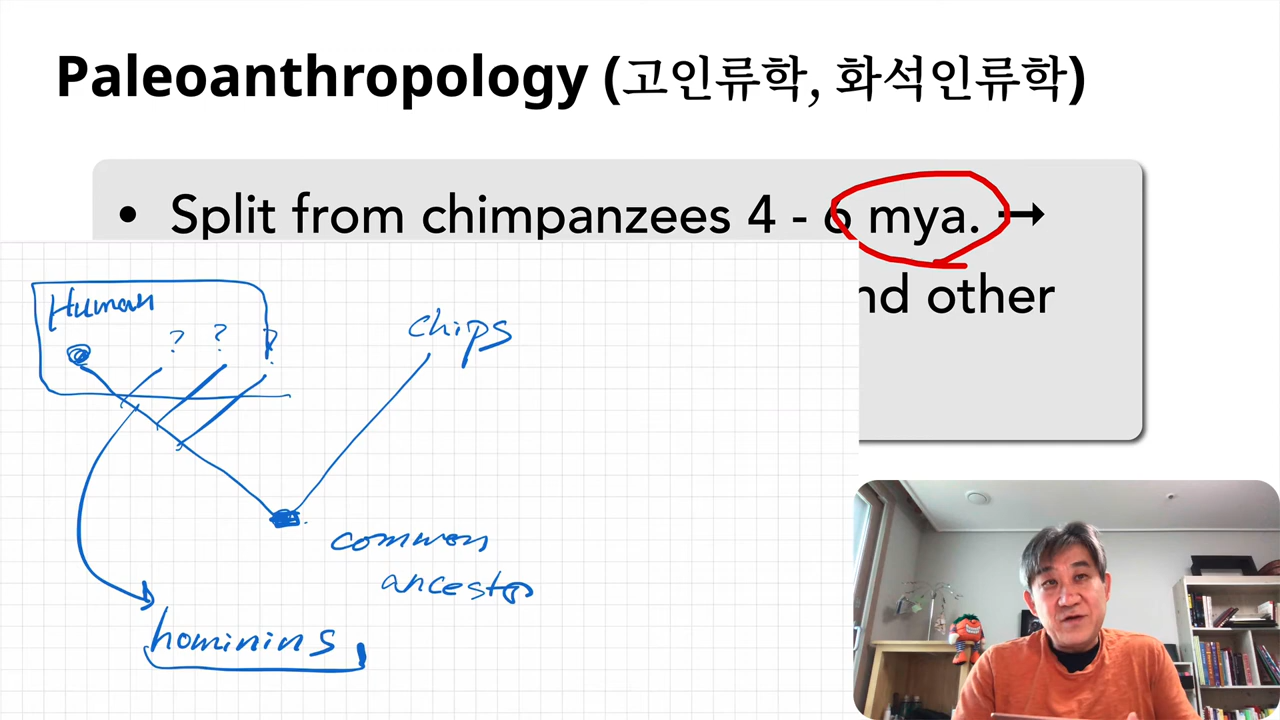 Paleoanthropology (고인류학, 화석인류학)
• Split from chimpanzees 4 - 6 mya. →
nd other
Human
? ? ?
chips
common
ancestor
hominins